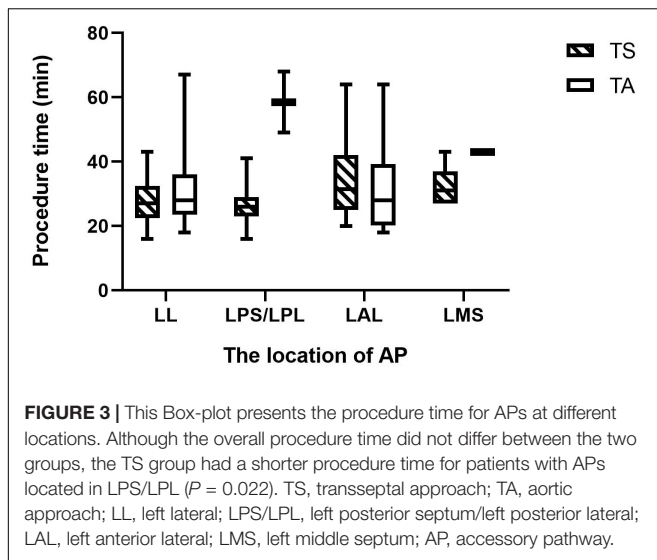 80
60
40
20
0
Procedure time (min)
LL LPS/LPL LAL LMS
The location of AP
TS
TA
FIGURE 3 | This Box-plot presents the procedure time for APs at different
locations. Although the overall procedure time did not differ between the two
groups, the TS group had a shorter procedure time for patients with APs
located in LPS/LPL (P = 0.022). TS, transseptal approach; TA, aortic
approach; LL, left lateral; LPS/LPL, left posterior septum/left posterior lateral;
LAL, left anterior lateral; LMS, left middle septum; AP, accessory pathway.